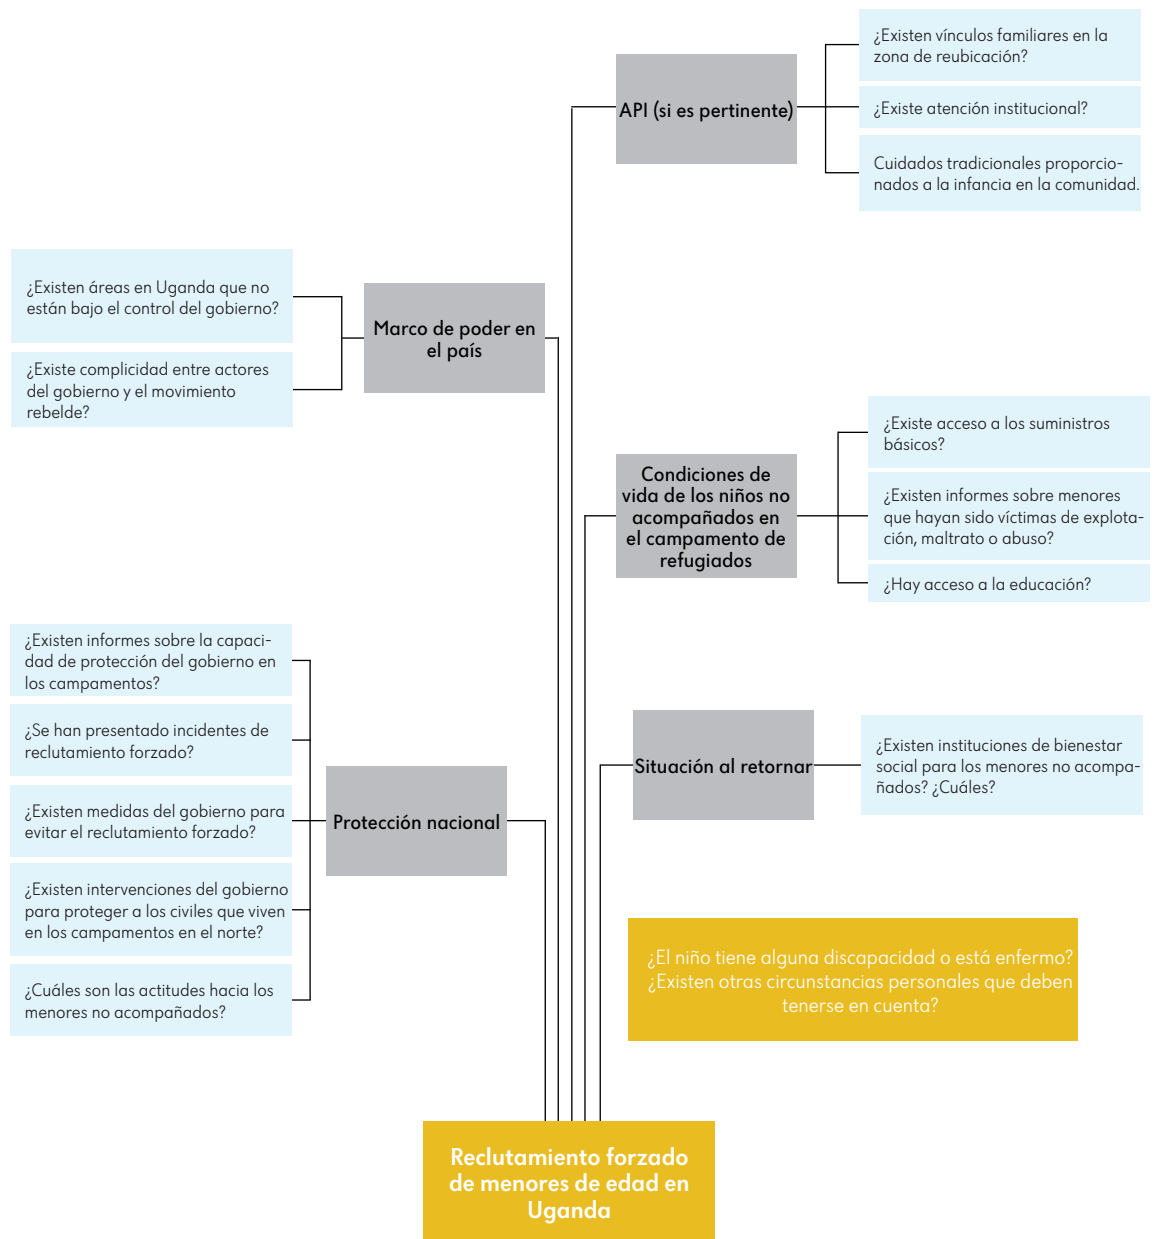 ¿Existen vínculos familiares en la
zona de reubicación?
API (si es pertinente)
¿Existe atención institucional?
Cuidados tradicionales proporcio-
nados a la infancia en la comunidad.
¿Existen áreas en Uganda que no
están bajo el control del gobierno?
Marco de poder en
el país
¿Existe complicidad entre actores
del gobierno y el movimiento
rebelde?
¿Existe acceso a los suministros
básicos?
Condiciones de
vida de los niños no
acompañados en
el campamento de
refugiados
¿Existen informes sobre menores
que hayan sido víctimas de explota-
ción, maltrato o abuso?
¿Hay acceso a la educación?
¿Existen informes sobre la capaci-
dad de protección del gobierno en
los campamentos?
¿Se han presentado incidentes de
reclutamiento forzado?
¿Existen medidas del gobierno para
evitar el reclutamiento forzado?
Protección nacional
¿Existen intervenciones del gobierno
para proteger a los civiles que viven
en los campamentos en el norte?
¿Cuáles son las actitudes hacia los
menores no acompañados?
Situación al retornar
¿Existen instituciones de bienestar
social para los menores no acompa-
ñados? ¿Cuáles?
¿El niño tiene alguna discapacidad o está enfermo?
¿Existen otras circunstancias personales que deben
tenerse en cuenta?
Reclutamiento forzado
de menores de edad en
Uganda